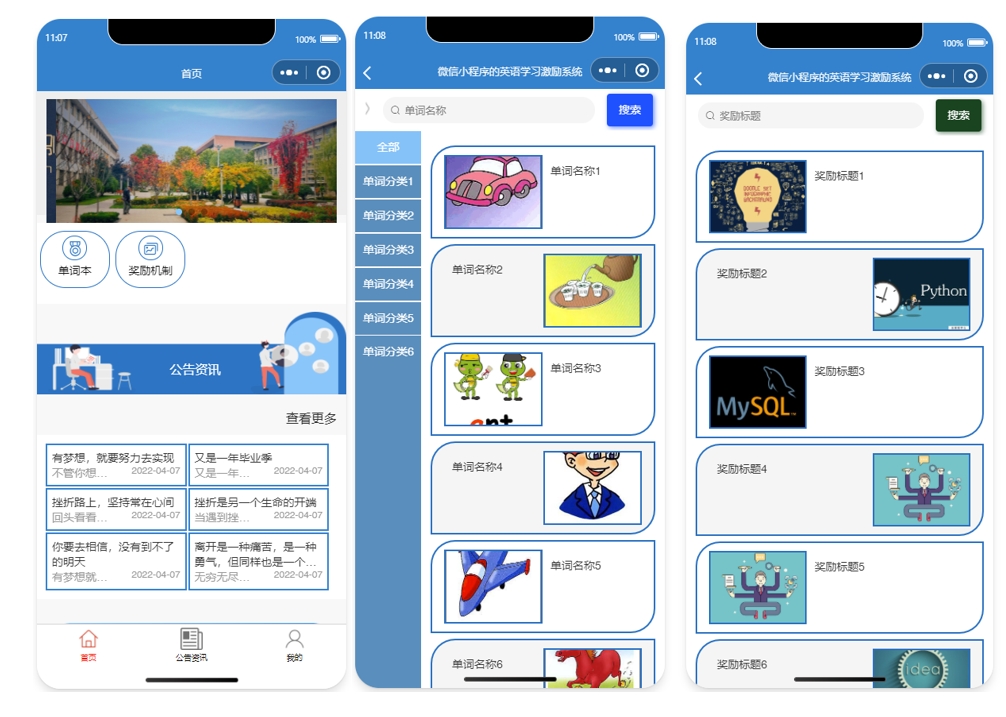 11:07
100%
首页
单词本
奖励机制
公告资讯
查看更多
有梦想，就要努力去实现
不管你想...
2022-04-07
又是一年毕业季
又是一年...
2022-04-07
挫折路上，坚持常在心间
回头看看...
2022-04-07
挫折是另一个生命的开端
当遇到挫...
2022-04-07
你要去相信，没有到不了
的明天
有梦想就...
2022-04-07
离开是一种痛苦，是一种
勇气，但同样也是一个...
无穷无尽...
2022-04-07
首页
公告资讯
我的
11:08
100%
微信小程序的英语学习激励系统
单词名称
搜索
全部
单词分类1
单词分类2
单词分类3
单词分类4
单词分类5
单词分类6
单词名称1
单词名称2
单词名称3
ant
单词名称4
单词名称5
单词名称6
11:08
100%
微信小程序的英语学习激励系统
奖励标题
搜索
DOODLE ART
INFOGRAPHIC
BACKGROUND
奖励标题1
奖励标题2
Python
奖励标题3
MySQL
奖励标题4
奖励标题5
奖励标题6
idea